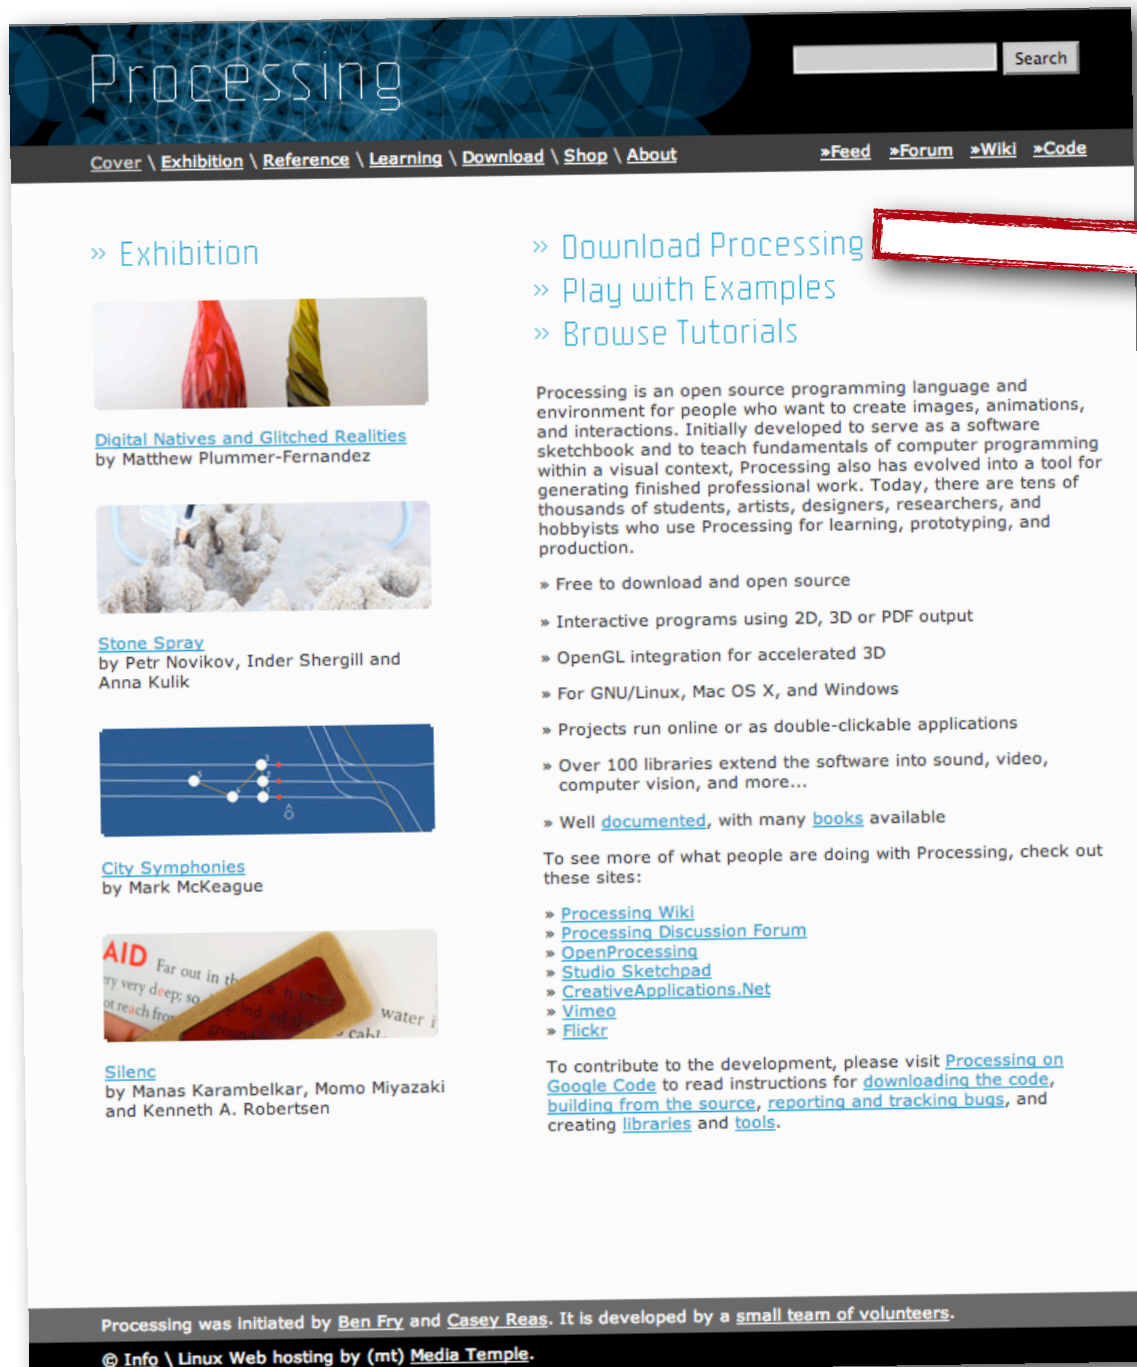 Processing
Search
Cover \ Exhibition \ Reference \ Learning \ Download \ Shop \ About
»Feed »Forum »Wiki »Code
» Exhibition
Digital Natives and Glitched Realities
by Matthew Plummer-Fernandez
Stone Spray
by Petr Novikov, Inder Shergill and
Anna Kulik
City Symphonies
by Mark McKeague
AID
Far out in
very deep; so
ot reach
water
Silenc
by Manas Karambelkar, Momo Miyazaki
and Kenneth A. Robertsen
» Download Processing
» Play with Examples
» Browse Tutorials
Processing is an open source programming language and
environment for people who want to create images, animations,
and interactions. Initially developed to serve as a software
sketchbook and to teach fundamentals of computer programming
within a visual context, Processing also has evolved into a tool for
generating finished professional work. Today, there are tens of
thousands of students, artists, designers, researchers, and
hobbyists who use Processing for learning, prototyping, and
production.
» Free to download and open source
» Interactive programs using 2D, 3D or PDF output
» OpenGL integration for accelerated 3D
» For GNU/Linux, Mac OS X, and Windows
» Projects run online or as double-clickable applications
» Over 100 libraries extend the software into sound, video,
computer vision, and more...
» Well documented, with many books available
To see more of what people are doing with Processing, check out
these sites:
» Processing Wiki
» Processing Discussion Forum
» OpenProcessing
» Studio Sketchpad
» CreativeApplications.Net
» Vimeo
» Flickr
To contribute to the development, please visit Processing on
Google Code to read instructions for downloading the code,
building from the source, reporting and tracking bugs, and
creating libraries and tools.
Processing was initiated by Ben Fry and Casey Reas. It is developed by a small team of volunteers.
© Info \ Linux Web hosting by (mt) Media Temple.